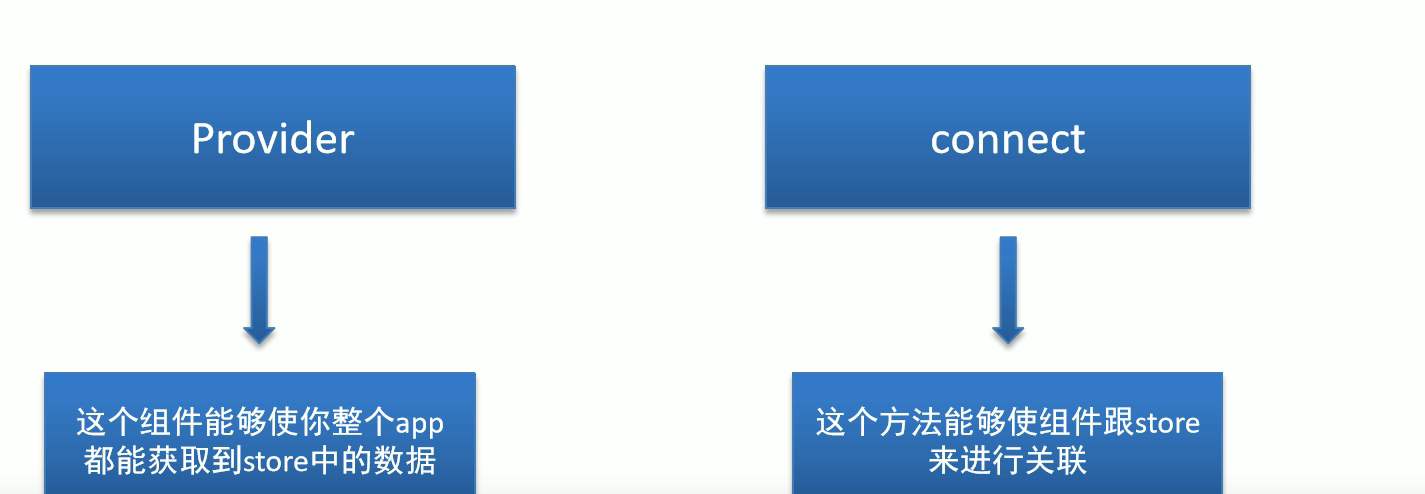 Provider
connect
这个组件能够使你整个app
都能获取到store中的数据
这个方法能够使组件跟store
来进行关联